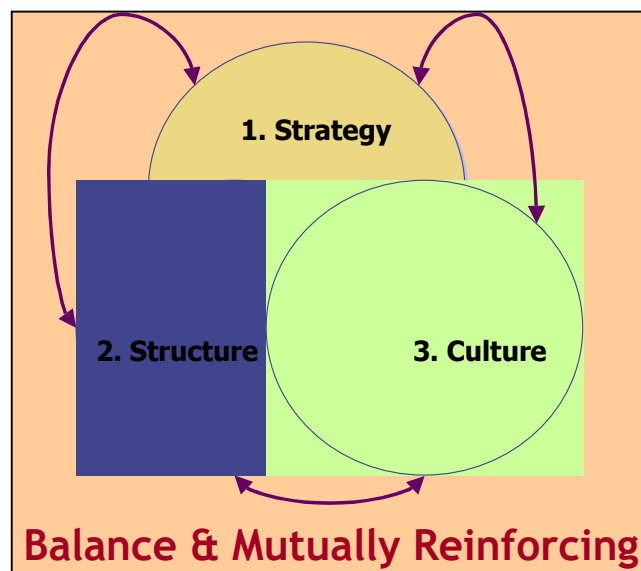 1. Strategy
2. Structure
3. Culture
Balance & Mutually Reinforcing